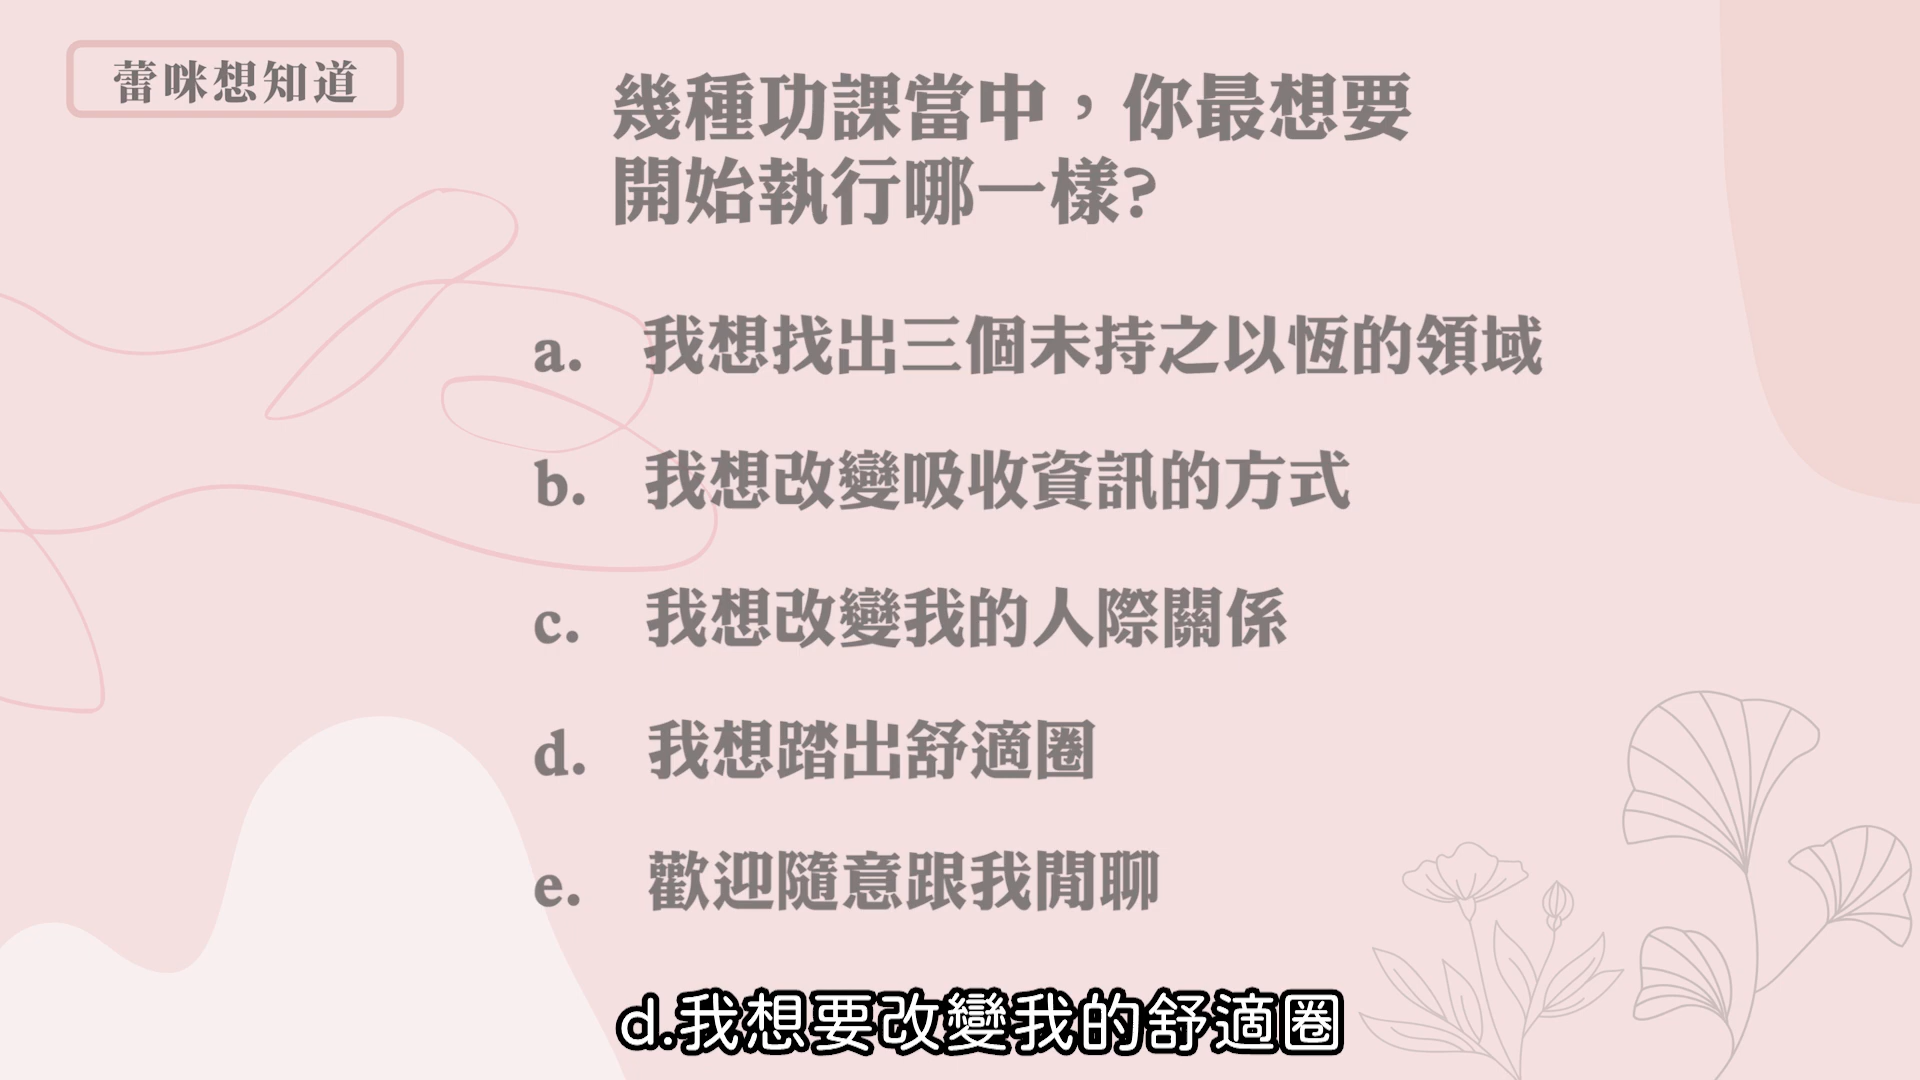 蕾咪想知道
幾種功課當中，你最想要
開始執行哪一樣?
a. 我想找出三個未持之以恆的領域
b. 我想改變吸收資訊的方式
c. 我想改變我的人際關係
d. 我想踏出舒適圈
e. 歡迎隨意跟我閒聊
d.我想要改變我的舒適圈